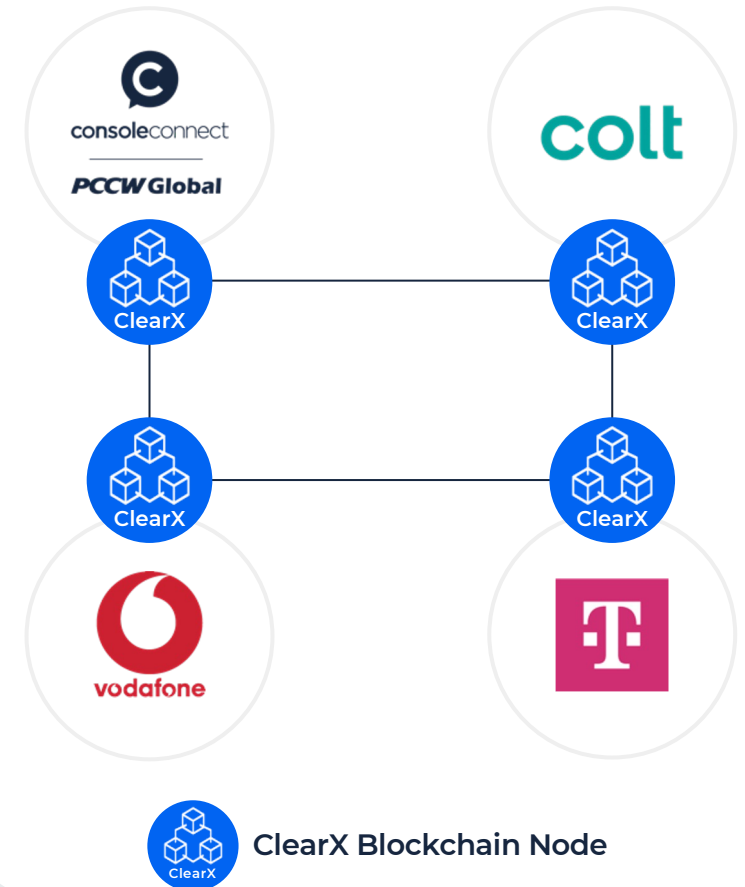 consoleconnect
PCCW Global
colt
ClearX
ClearX
ClearX
ClearX
vodafone
T
ClearX
ClearX Blockchain Node